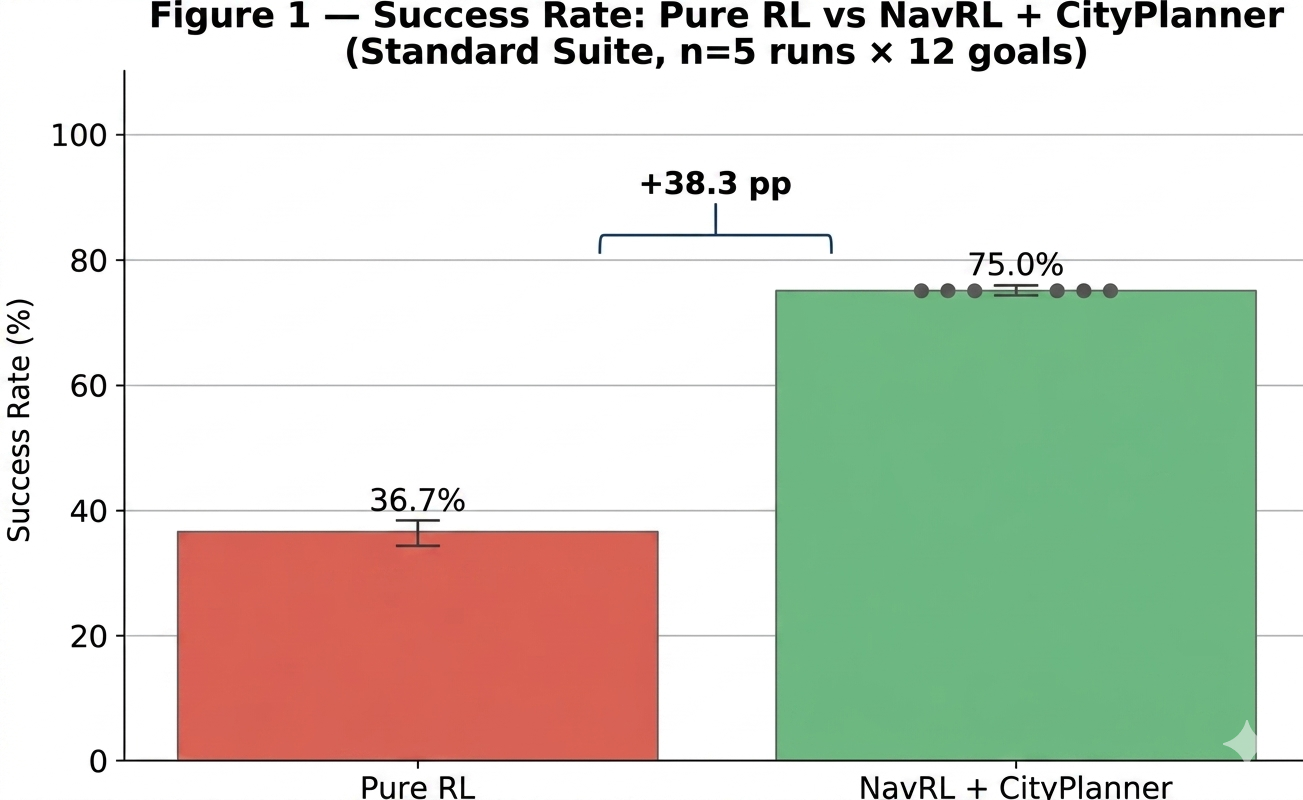 Figure 1 — Success Rate: Pure RL vs NavRL + CityPlanner
(Standard Suite, n=5 runs × 12 goals)
Success Rate (%)
100
80
60
40
20
0
+38.3 pp
75.0%
36.7%
Pure RL
NavRL + CityPlanner